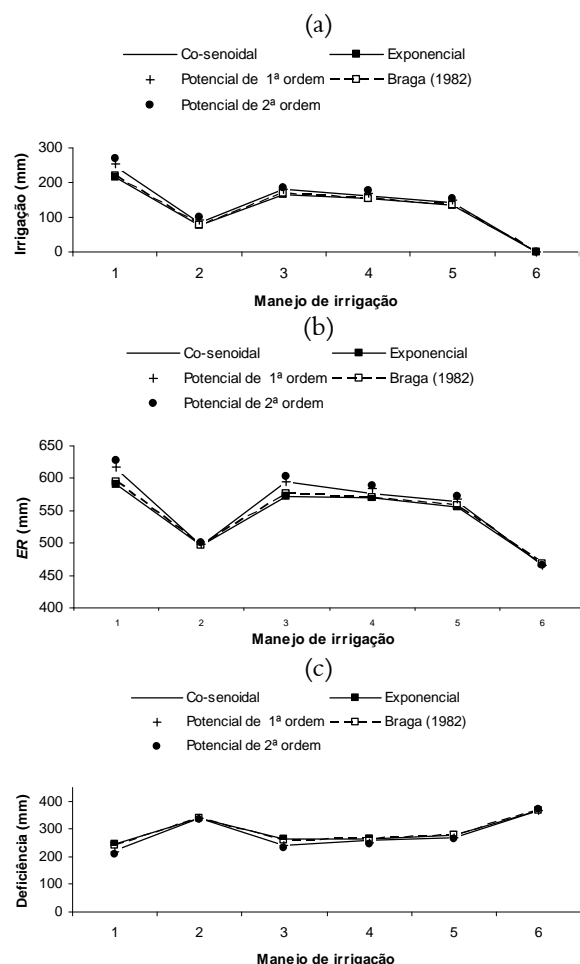 (a)
Co-senoidal Exponencial
Potencial de 1ª ordem Braga (1982)
Potencial de 2ª ordem
Irrigação (mm)
300
200
100
0
1 2 3 4 5 6
Manejo de irrigação
(b)
Co-senoidal Exponencial
Potencial de 1ª ordem Braga (1982)
Potencial de 2ª ordem
ER (mm)
650
600
550
500
450
400
1 2 3 4 5 6
Manejo de irrigação
(c)
Co-senoidal Exponencial
Potencial de 1ª ordem Braga (1982)
Potencial de 2ª ordem
Deficiência (mm)
400
300
200
100
0
1 2 3 4 5 6
Manejo de irrigação